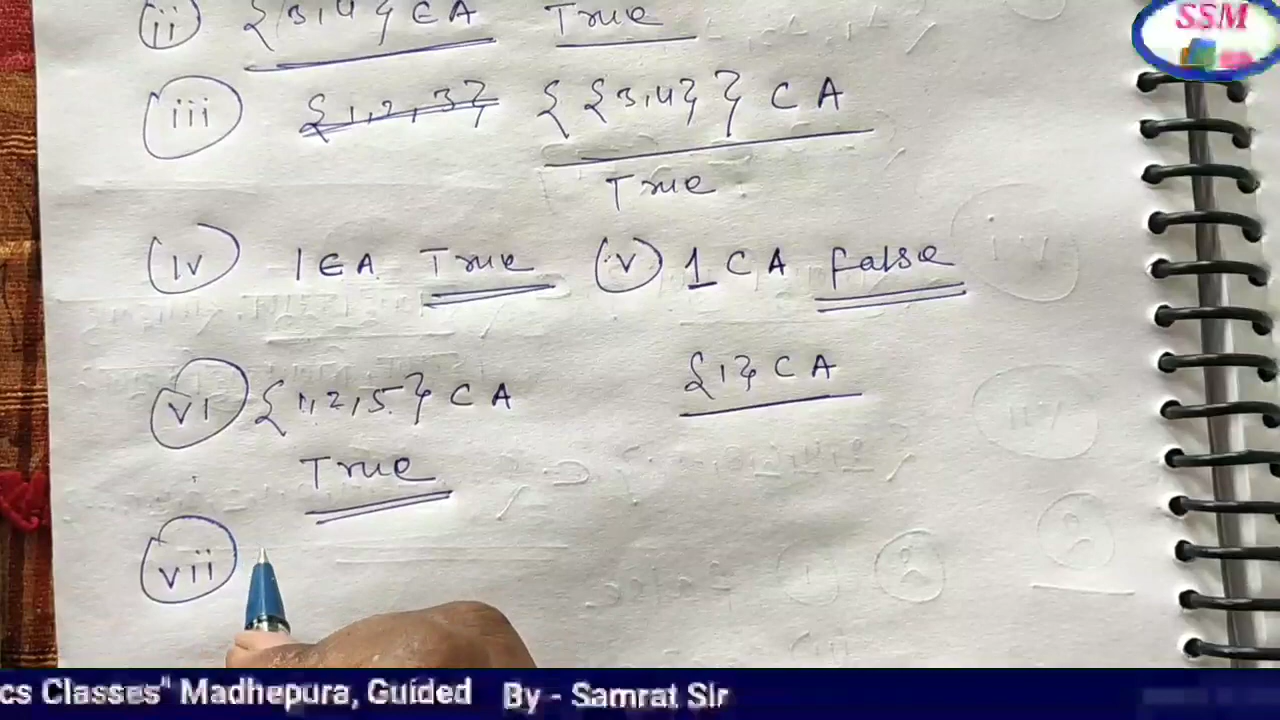 SSM
ii {3,4} ∈ A True
iii {1,2,3} {{3,4}} ⊂ A
True
iv 1 ∈ A True v 1 ⊂ A false
vi {1,2,5} ⊂ A {1} ⊂ A
True
vii
cs Classes" Madhepura, Guided By - Samrat Sir